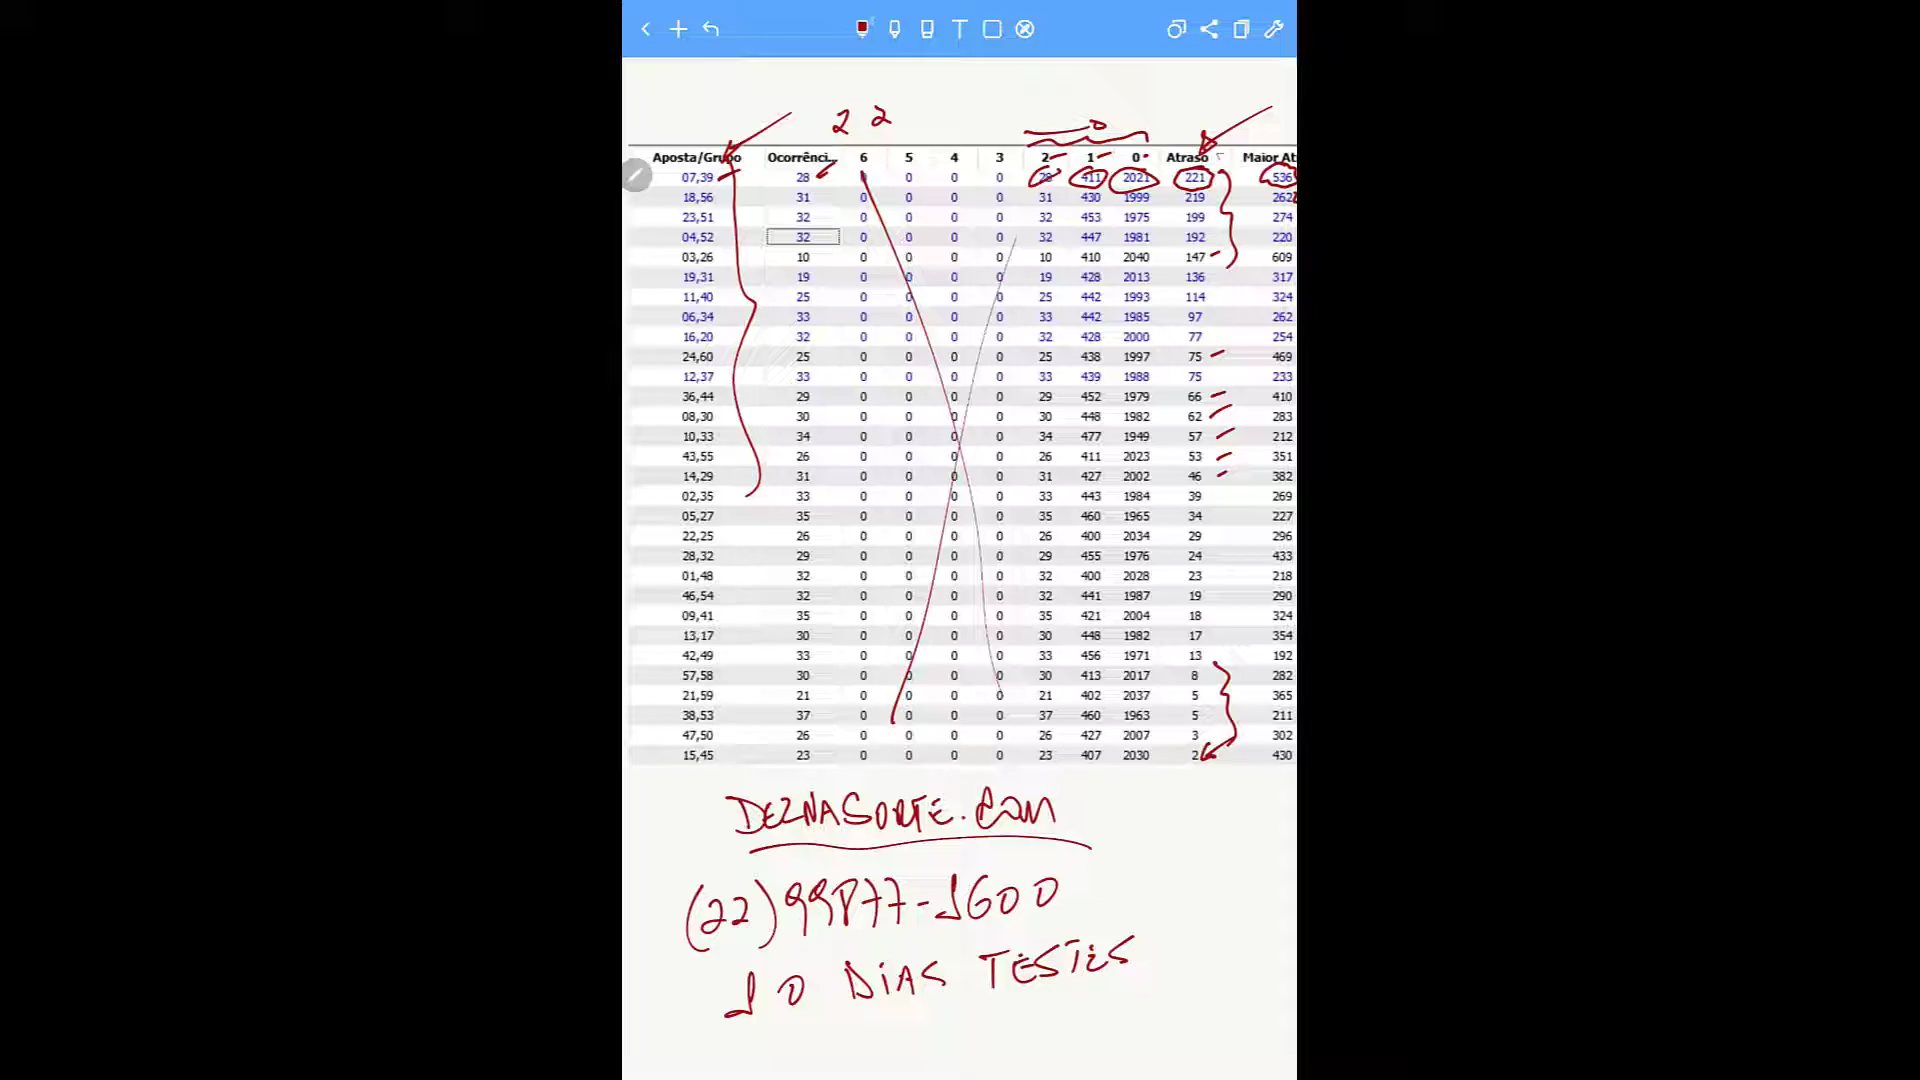 2 2
Aposta/Grupo Ocorrênci... 6 5 4 3 2 1 0 Atraso Maior At
07,39 28 0 0 0 0 28 411 2021 221 536
18,56 31 0 0 0 0 31 430 1999 219 262
23,51 32 0 0 0 0 32 453 1975 199 274
04,52 32 0 0 0 0 32 447 1981 192 220
03,26 10 0 0 0 0 10 410 2040 147 609
19,31 19 0 0 0 0 19 428 2013 136 317
11,40 25 0 0 0 0 25 442 1993 114 324
06,34 33 0 0 0 0 33 442 1985 97 262
16,20 32 0 0 0 0 32 428 2000 77 254
24,60 25 0 0 0 0 25 438 1997 75 469
12,37 33 0 0 0 0 33 439 1988 75 233
36,44 29 0 0 0 0 29 452 1979 66 410
08,30 30 0 0 0 0 30 448 1982 62 283
10,33 34 0 0 0 0 34 477 1949 57 212
43,55 26 0 0 0 0 26 411 2023 53 351
14,29 31 0 0 0 0 31 427 2002 46 382
02,35 33 0 0 0 0 33 443 1984 39 269
05,27 35 0 0 0 0 35 460 1965 34 227
22,25 26 0 0 0 0 26 400 2034 29 296
28,32 29 0 0 0 0 29 455 1976 24 433
01,48 32 0 0 0 0 32 400 2028 23 218
46,54 32 0 0 0 0 32 441 1987 19 290
09,41 35 0 0 0 0 35 421 2004 18 324
13,17 30 0 0 0 0 30 448 1982 17 354
42,49 33 0 0 0 0 33 456 1971 13 192
57,58 30 0 0 0 0 30 413 2017 8 282
21,59 21 0 0 0 0 21 402 2037 5 365
38,53 37 0 0 0 0 37 460 1963 5 211
47,50 26 0 0 0 0 26 427 2007 3 302
15,45 23 0 0 0 0 23 407 2030 2 430
DEZNASORTE.COM
(22)99877-1600
10 DIAS TESTES